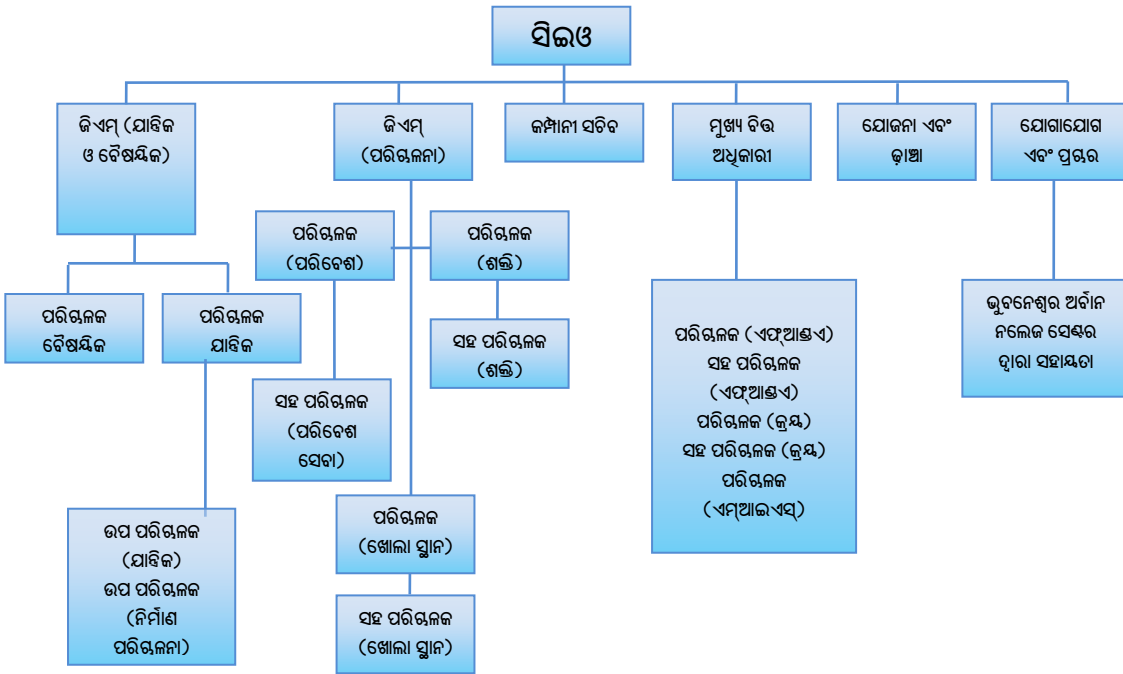 ସିଇଓ
ଜିଏମ୍ (ଯାନ୍ତ୍ରିକ
ଓ ବୈଷୟିକ)
ଜିଏମ୍
(ପରିଚାଳନା)
କମ୍ପାନୀ ସଚିବ
ମୁଖ୍ୟ ବିତ୍ତ
ଅଧିକାରୀ
ଯୋଜନା ଏବଂ
ଢ଼ାଞ୍ଚା
ଯୋଗାଯୋଗ
ଏବଂ ପ୍ରଚାର
ପରିଚାଳକ
(ପରିବେଶ)
ପରିଚାଳକ
(ଶକ୍ତି)
ପରିଚାଳକ
ବୈଷୟିକ
ପରିଚାଳକ
ଯାନ୍ତ୍ରିକ
ସହ ପରିଚାଳକ
(ଶକ୍ତି)
ସହ ପରିଚାଳକ
(ପରିବେଶ
ସେବା)
ପରିଚାଳକ (ଏଫ୍ଆଣ୍ଡଏ)
ସହ ପରିଚାଳକ
(ଏଫ୍ଆଣ୍ଡଏ)
ପରିଚାଳକ (କ୍ରୟ)
ସହ ପରିଚାଳକ (କ୍ରୟ)
ପରିଚାଳକ
(ଏମ୍ଆଇଏସ୍)
ଭୁବନେଶ୍ୱର ଅର୍ବାନ
ନଲେଜ ସେଣ୍ଟର
ଦ୍ୱାରା ସହାୟତା
ଉପ ପରିଚାଳକ
(ଯାନ୍ତ୍ରିକ)
ଉପ ପରିଚାଳକ
(ନିର୍ମାଣ
ପରିଚାଳନା)
ପରିଚାଳକ
(ଖୋଲା ସ୍ଥାନ)
ସହ ପରିଚାଳକ
(ଖୋଲା ସ୍ଥାନ)